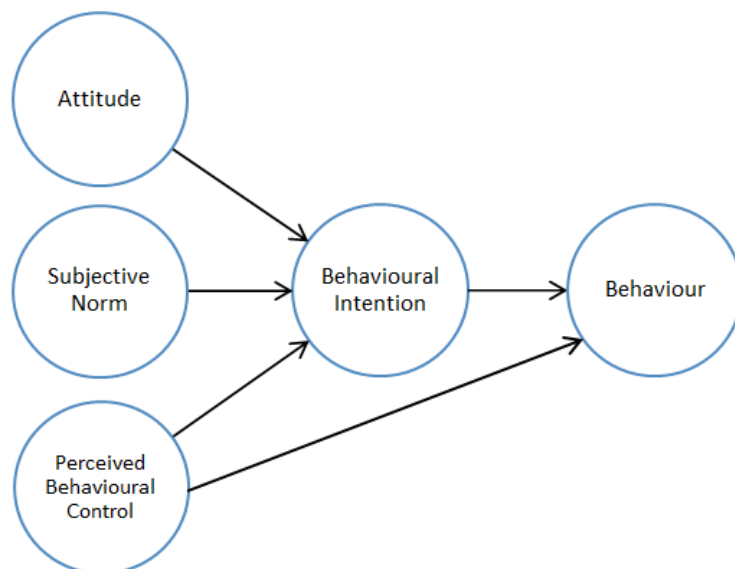 Attitude
Subjective
Norm
Behavioural
Intention
Behaviour
Perceived
Behavioural
Control